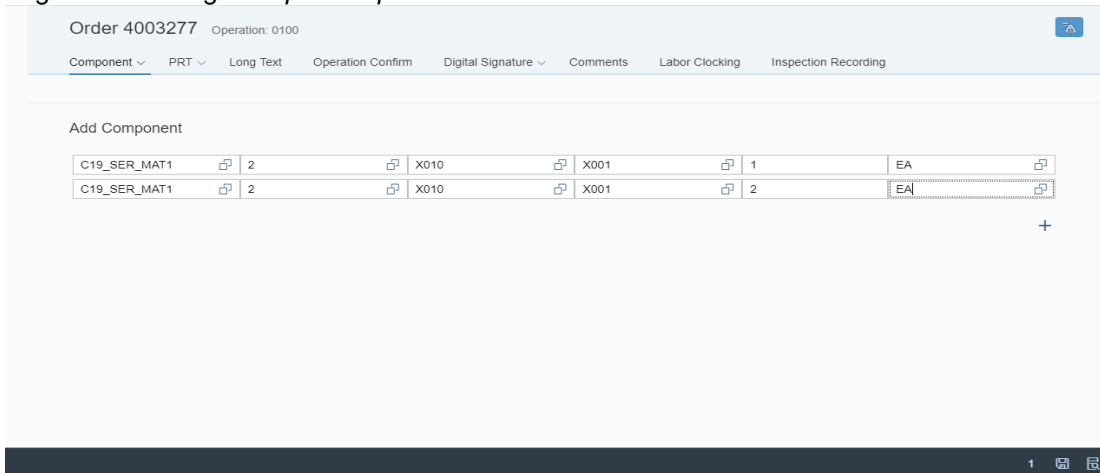 Order 4003277 Operation: 0100
Component PRT Long Text Operation Confirm Digital Signature Comments Labor Clocking Inspection Recording
Add Component
C19_SER_MAT1 2 X010 X001 1 EA
C19_SER_MAT1 2 X010 X001 2 EA
1